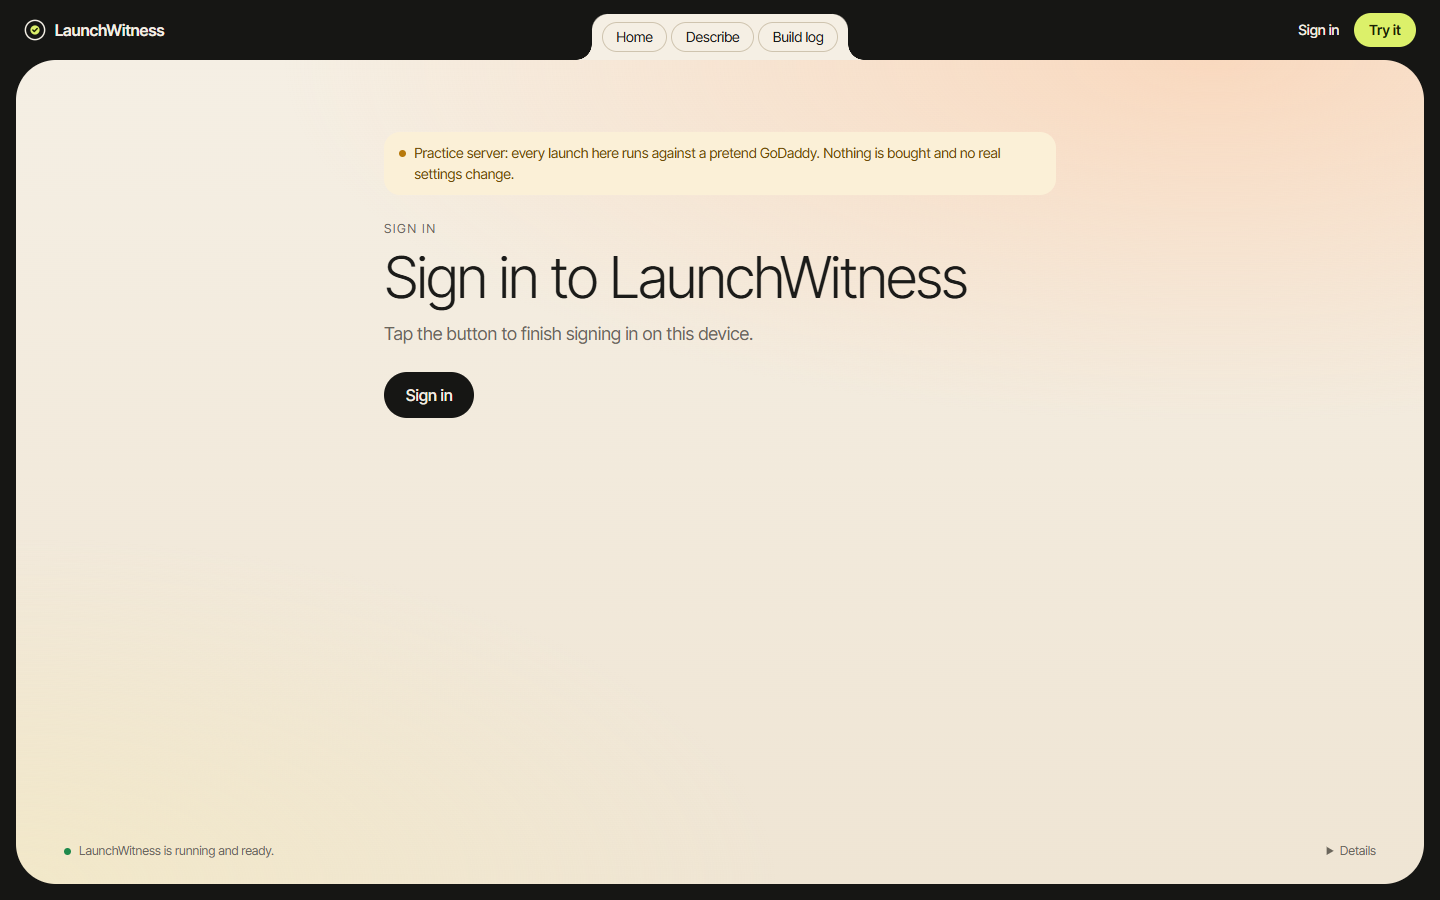 LaunchWitness
Home
Describe
Build log
Sign in
Try it
Practice server: every launch here runs against a pretend GoDaddy. Nothing is bought and no real
settings change.
SIGN IN
Sign in to LaunchWitness
Tap the button to finish signing in on this device.
Sign in
LaunchWitness is running and ready.
Details